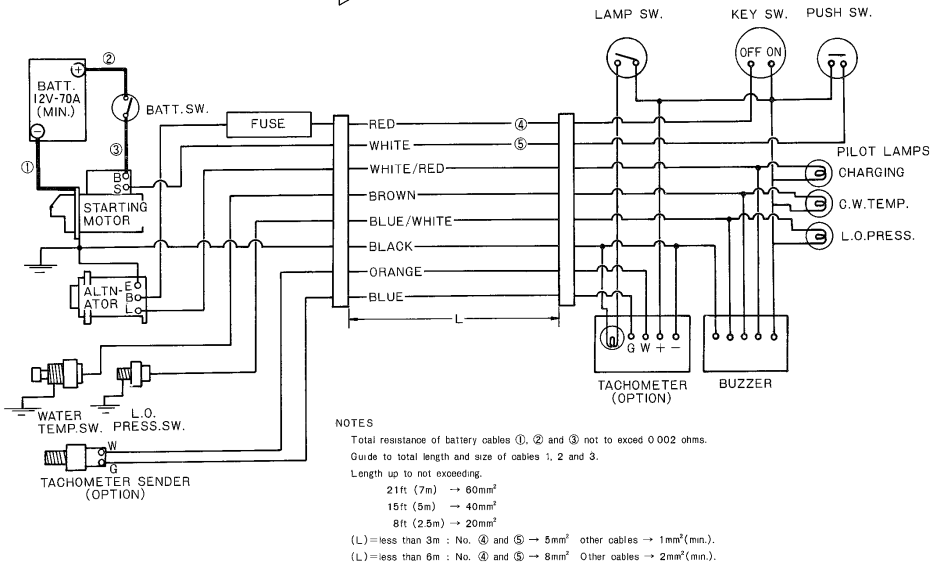 LAMP SW.
KEY SW.
PUSH SW.
OFF ON
②
+
BATT.
12V-70A
(MIN.)
−
BATT.SW.
①
③
FUSE
RED
④
WHITE
⑤
WHITE/RED
BROWN
BLUE/WHITE
BLACK
ORANGE
BLUE
L
PILOT LAMPS
CHARGING
C.W.TEMP.
L.O.PRESS.
B
S
STARTING
MOTOR
ALTN-
ATOR
E
B
L
G W + −
TACHOMETER
(OPTION)
BUZZER
WATER
TEMP.SW.
L.O.
PRESS.SW.
W
G
TACHOMETER SENDER
(OPTION)
NOTES
Total resistance of battery cables ①, ② and ③ not to exced 0 002 ohms.
Guide to total length and size of cables 1, 2 and 3.
Length up to not exceeding.
21ft (7m) → 60mm²
15ft (5m) → 40mm²
8ft (2.5m) → 20mm²
(L)=less than 3m : No. ④ and ⑤ → 5mm² other cables → 1mm²(min.).
(L)=less than 6m : No. ④ and ⑤ → 8mm² Other cables → 2mm²(min.).